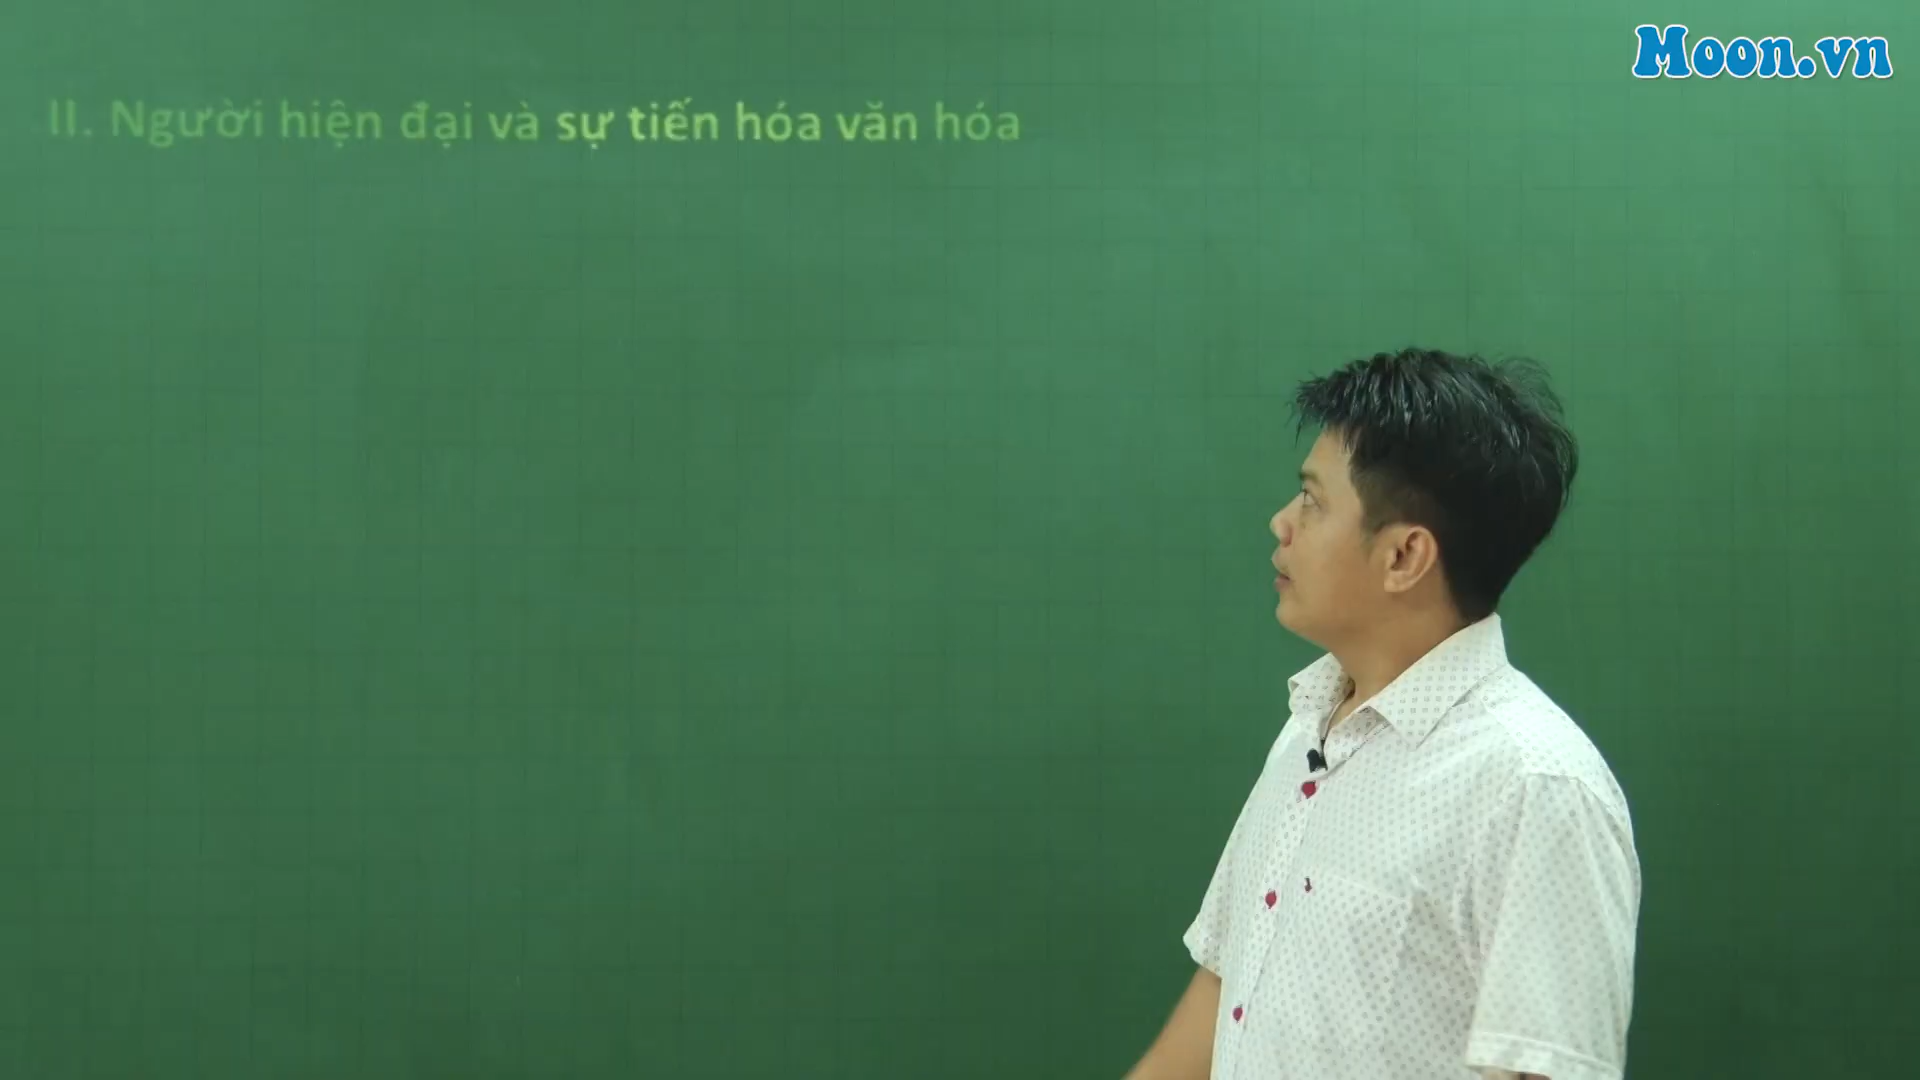 Moon.vn
II. Người hiện đại và sự tiến hóa văn hóa